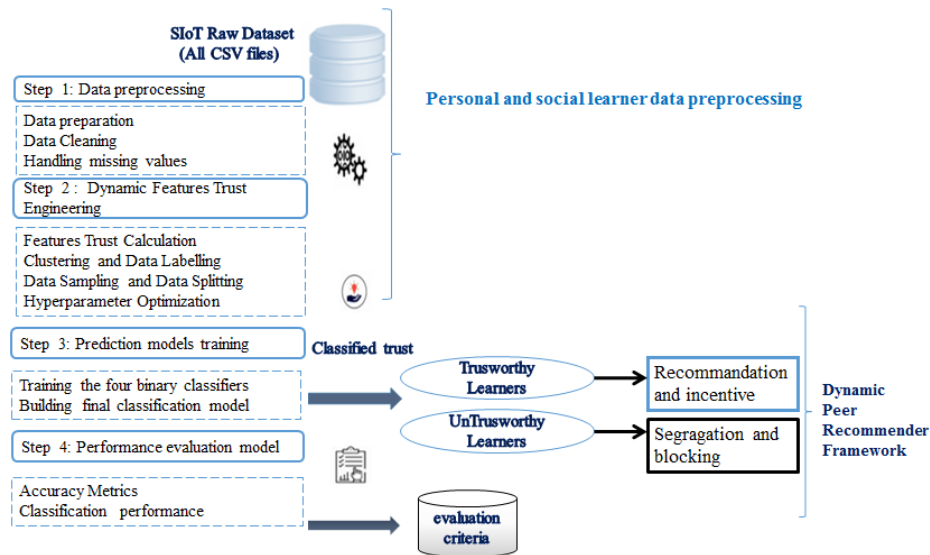 SIoT Raw Dataset
(All CSV files)
Step 1: Data preprocessing
Data preparation
Data Cleaning
Handling missing values
Personal and social learner data preprocessing
Step 2 : Dynamic Features Trust
Engineering
Features Trust Calculation
Clustering and Data Labelling
Data Sampling and Data Splitting
Hyperparameter Optimization
Step 3: Prediction models training
Classified trust
Training the four binary classifiers
Building final classification model
Trusworthy
Learners
Recommandation
and incentive
UnTrusworthy
Learners
Segragation and
blocking
Dynamic
Peer
Recommender
Framework
Step 4: Performance evaluation model
Accuracy Metrics
Classification performance
evaluation
criteria